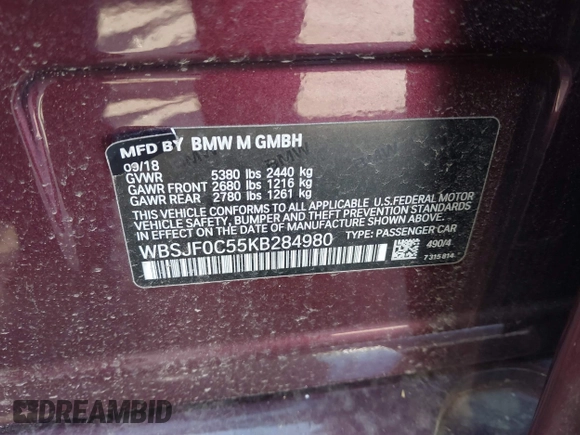 MFD BY BMW M GMBH
09/18
GVWR 5380 lbs 2440 kg
GAWR FRONT 2680 lbs 1216 kg
GAWR REAR 2780 lbs 1261 kg
THIS VEHICLE CONFORMS TO ALL APPLICABLE U.S.FEDERAL MOTOR
VEHICLE SAFETY, BUMPER AND THEFT PREVENTION STANDARDS
IN EFFECT ON THE DATE OF MANUFACTURE SHOWN ABOVE.
WBSJF0C55KB284980 TYPE: PASSENGER CAR
490/4
7 315 814
DREAMBID